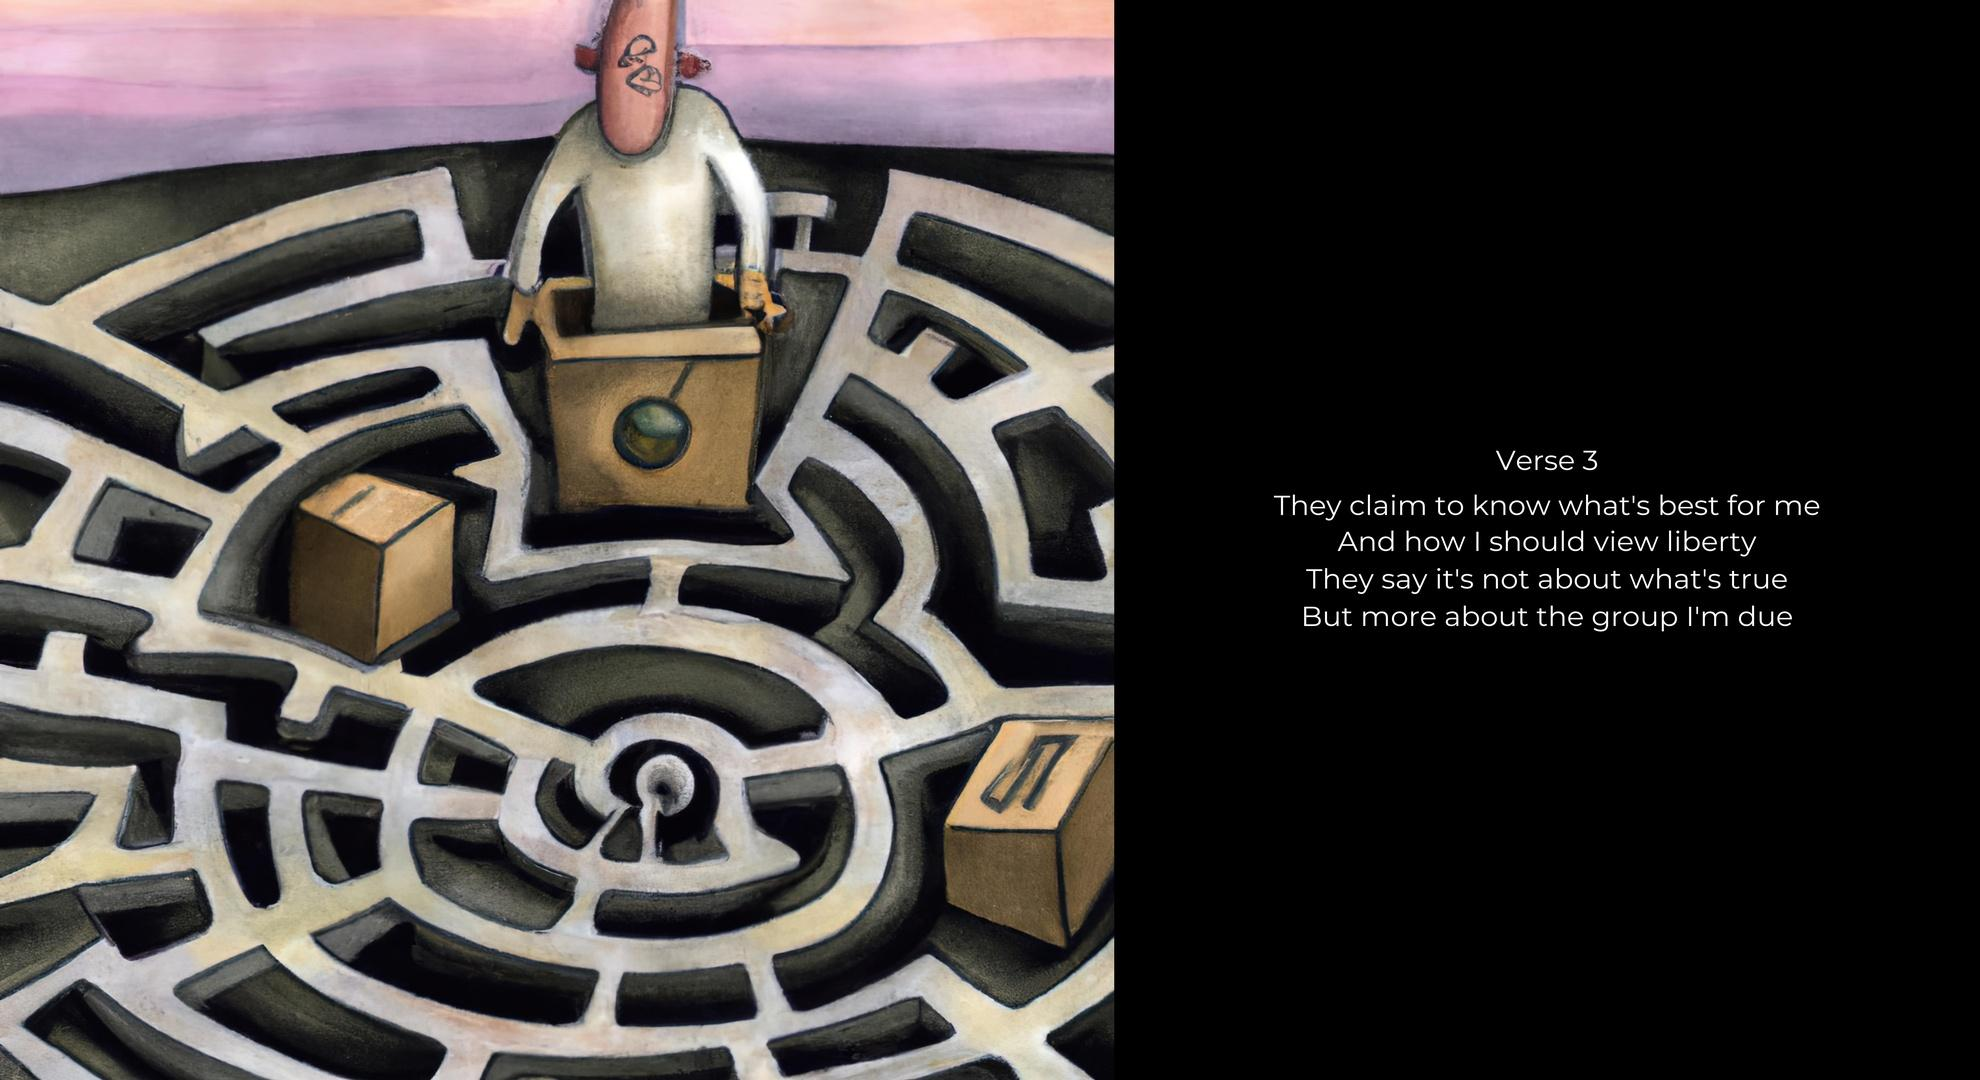 Verse 3
They claim to know what's best for me
And how I should view liberty
They say it's not about what's true
But more about the group I'm due